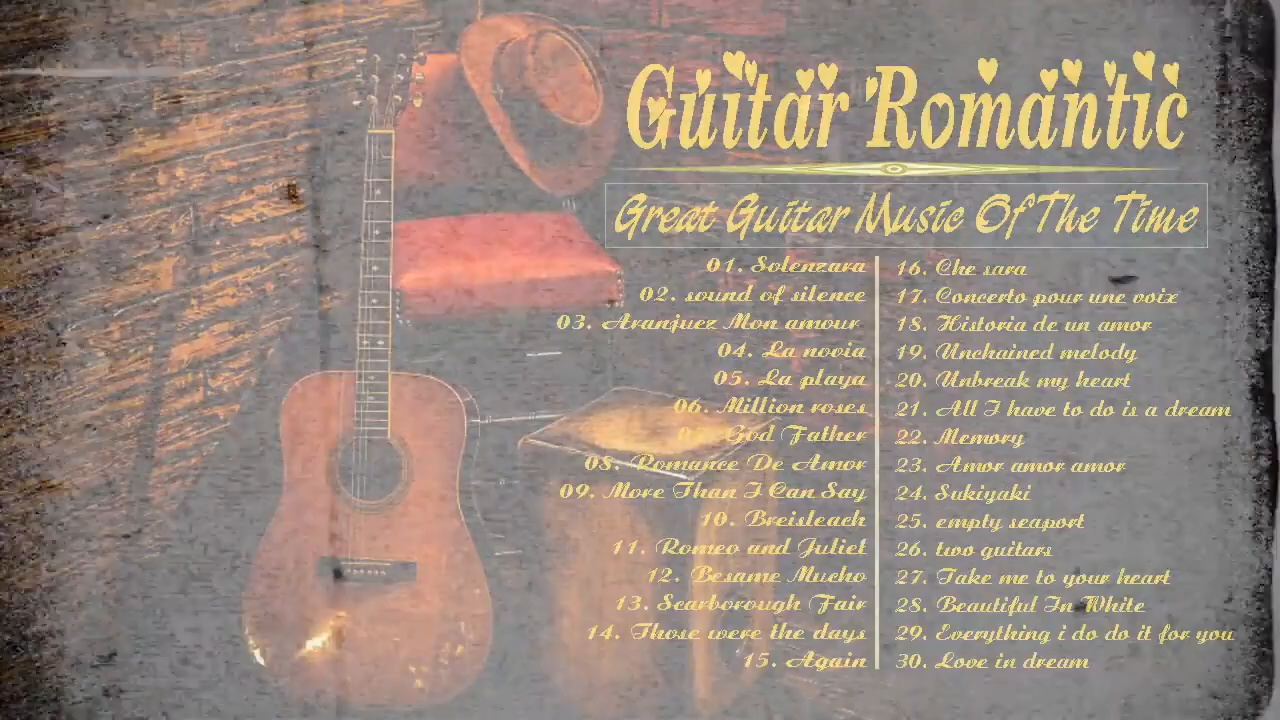 Guitar Romantic
Great Guitar Music Of The Time
01. Solenzara
02. sound of silence
03. Aranjuez Mon amour
04. La novia
05. La playa
06. Million roses
07. God Father
08. Romance De Amor
09. More Than I Can Say
10. Breisleach
11. Romeo and Juliet
12. Besame Mucho
13. Scarborough Fair
14. Those were the days
15. Again
16. Che sara
17. Concerto pour une voix
18. Historia de un amor
19. Unchained melody
20. Unbreak my heart
21. All I have to do is a dream
22. Memory
23. Amor amor amor
24. Sukiyaki
25. empty seaport
26. two guitars
27. Take me to your heart
28. Beautiful In White
29. Everything i do do it for you
30. Love in dream